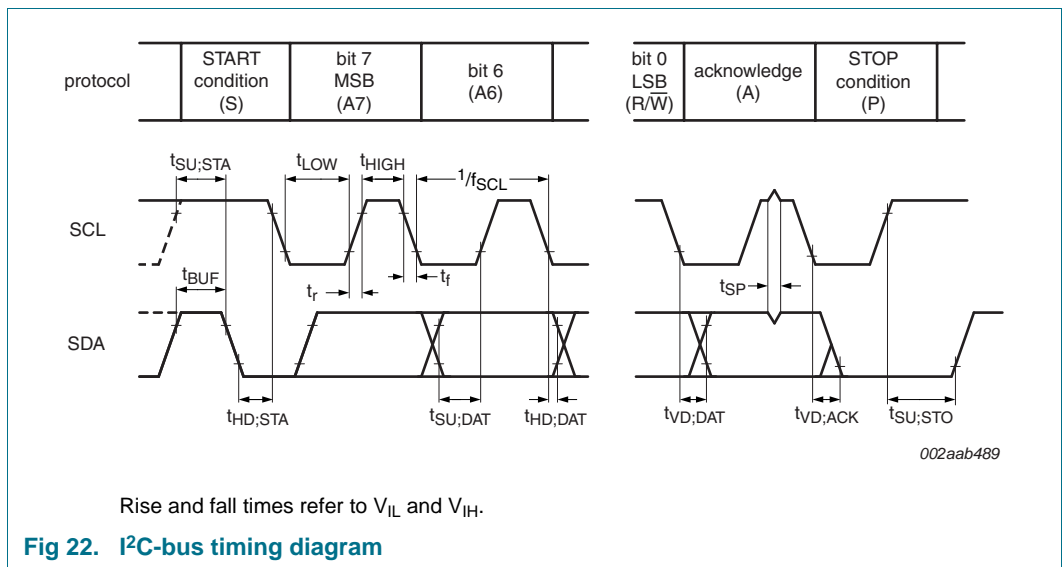 protocol
START
condition
(S)
bit 7
MSB
(A7)
bit 6
(A6)
bit 0
LSB
(R/W̅)
acknowledge
(A)
STOP
condition
(P)
tSU;STA
tLOW
tHIGH
1/fSCL
SCL
tBUF
tr
tf
tSP
SDA
tHD;STA
tSU;DAT
tHD;DAT
tVD;DAT
tVD;ACK
tSU;STO
002aab489
Rise and fall times refer to VIL and VIH.
Fig 22. I²C-bus timing diagram